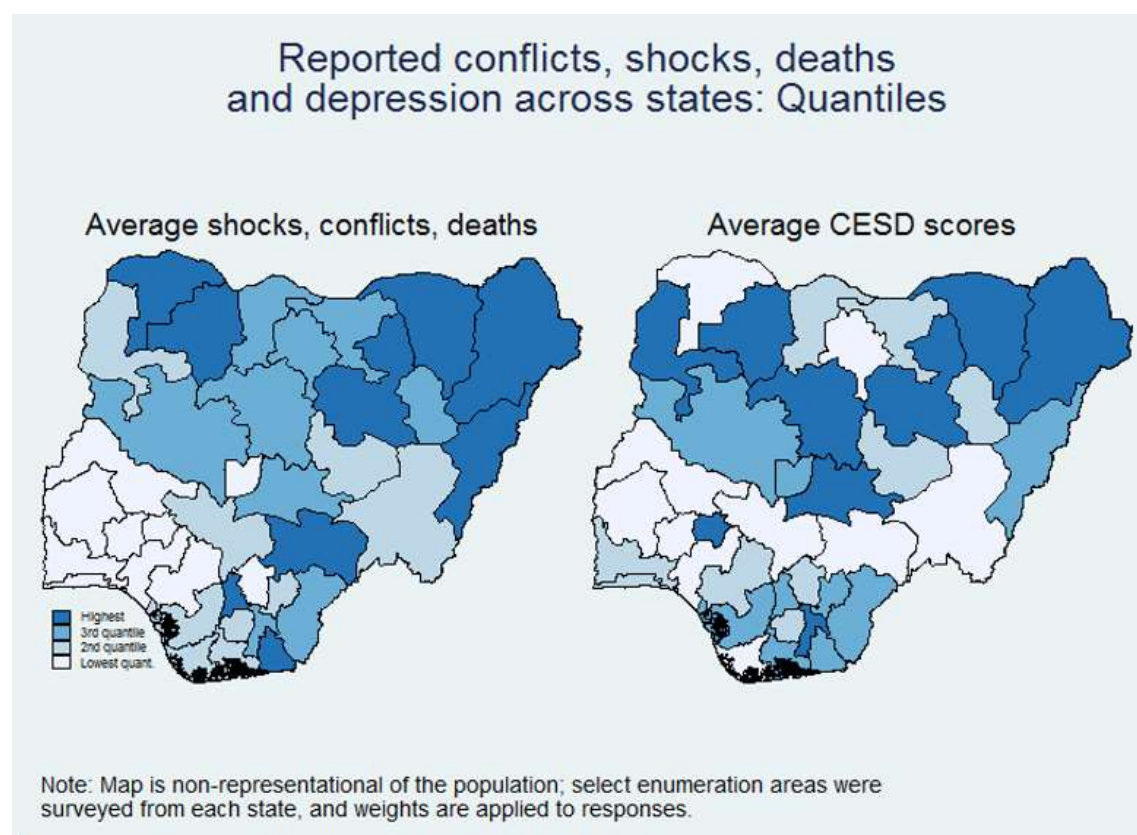 Reported conflicts, shocks, deaths
and depression across states: Quantiles
Average shocks, conflicts, deaths
Average CESD scores
Highest
3rd quantile
2nd quantile
Lowest quant.
Note: Map is non-representational of the population; select enumeration areas were
surveyed from each state, and weights are applied to responses.